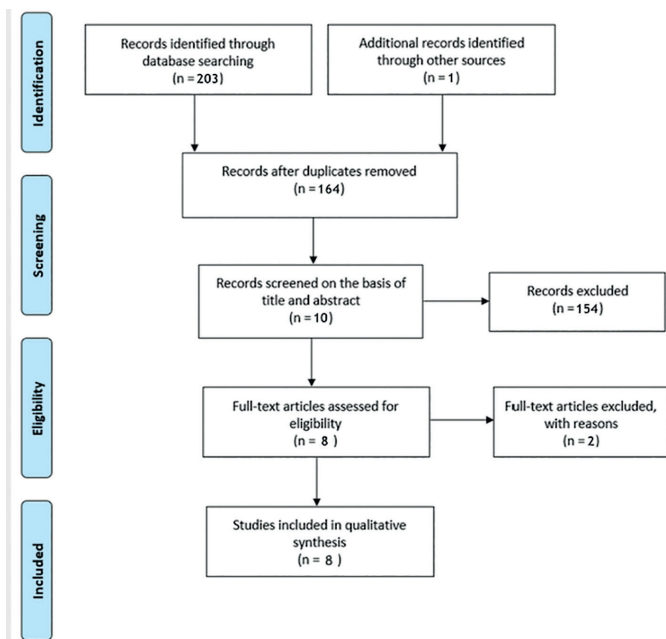 Identification
Records identified through
database searching
(n = 203)
Additional records identified
through other sources
(n = 1)
Records after duplicates removed
(n = 164)
Screening
Records screened on the basis of
title and abstract
(n = 10)
Records excluded
(n = 154)
Eligibility
Full-text articles assessed for
eligibility
(n = 8 )
Full-text articles excluded,
with reasons
(n = 2 )
Included
Studies included in qualitative
synthesis
(n = 8 )